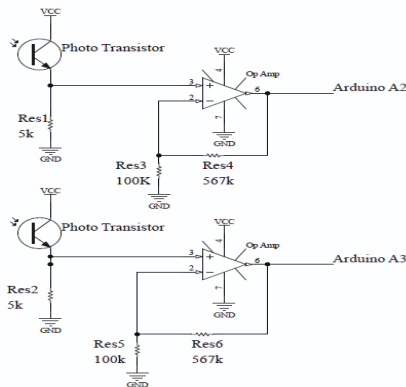 VCC
Photo Transistor
VCC
4
Op Amp
3
+
6
Arduino A2
2
−
Res1
5k
7
GND
GND
Res3
100K
Res4
567k
GND
VCC
Photo Transistor
VCC
4
Op Amp
3
+
6
Arduino A3
2
−
Res2
5k
7
GND
GND
Res5
100k
Res6
567k
GND